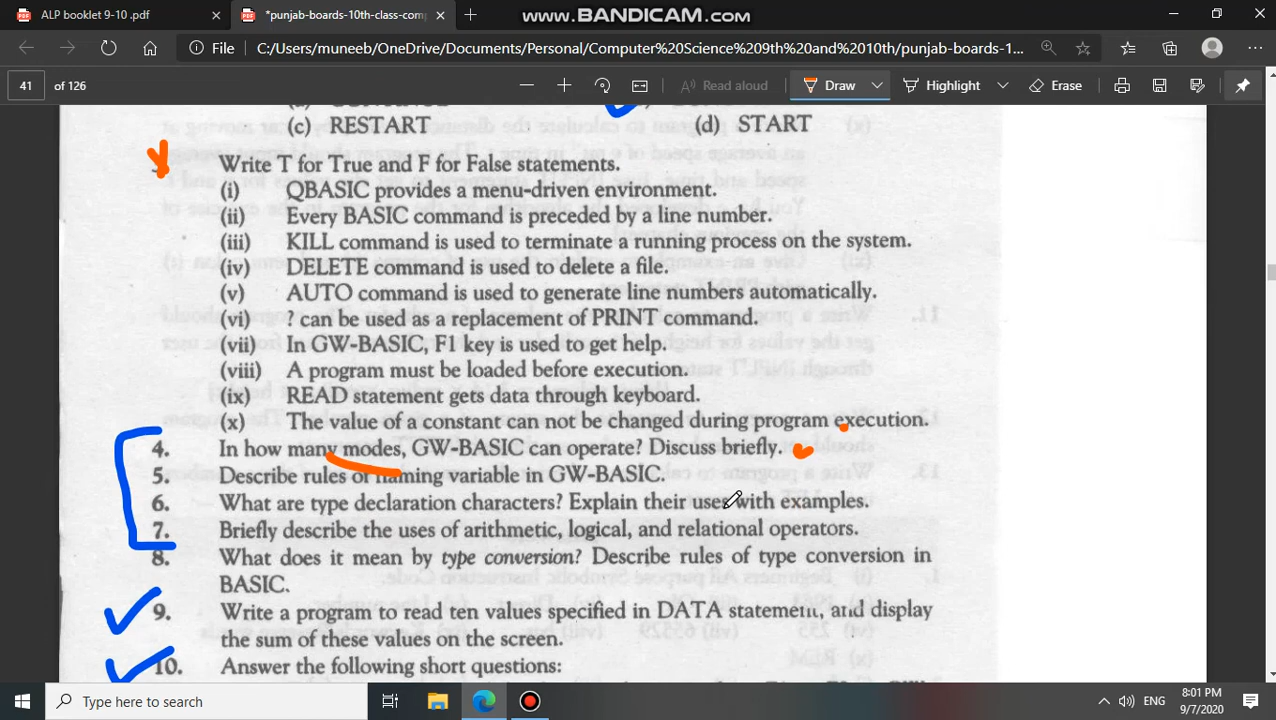 ALP booklet 9-10 .pdf
*punjab-boards-10th-class-com
www.BANDICAM.com
File
C:/Users/muneeb/OneDrive/Documents/Personal/Computer%20Science%209th%20and%2010th/punjab-boards-1...
41 of 126
Read aloud
Draw
Highlight
Erase
(c) RESTART
(d) START
Write T for True and F for False statements.
(i) QBASIC provides a menu-driven environment.
(ii) Every BASIC command is preceded by a line number.
(iii) KILL command is used to terminate a running process on the system.
(iv) DELETE command is used to delete a file.
(v) AUTO command is used to generate line numbers automatically.
(vi) ? can be used as a replacement of PRINT command.
(vii) In GW-BASIC, F1 key is used to get help.
(viii) A program must be loaded before execution.
(ix) READ statement gets data through keyboard.
(x) The value of a constant can not be changed during program execution.
4. In how many modes, GW-BASIC can operate? Discuss briefly.
5. Describe rules of naming variable in GW-BASIC.
6. What are type declaration characters? Explain their uses with examples.
7. Briefly describe the uses of arithmetic, logical, and relational operators.
8. What does it mean by type conversion? Describe rules of type conversion in
BASIC.
9. Write a program to read ten values specified in DATA statement, and display
the sum of these values on the screen.
10. Answer the following short questions:
Type here to search
ENG
8:01 PM
9/7/2020